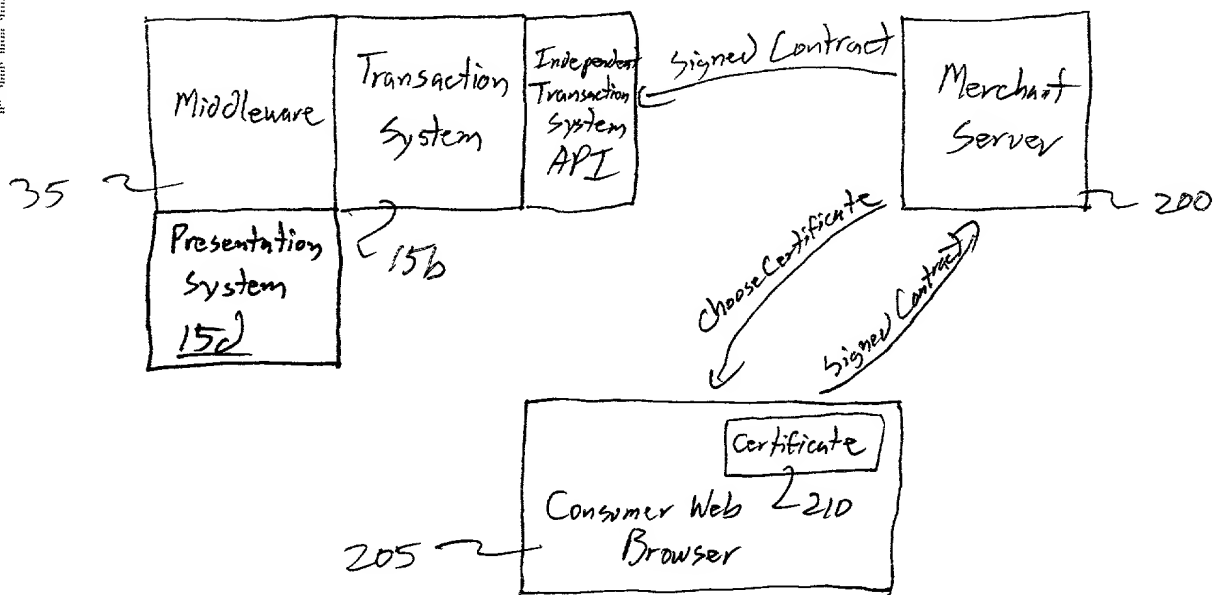 Middleware
Transaction
System
Independent
Transaction
System
API
Signed Contract
Merchant
Server
35
200
Presentation
System
15d
15b
Choose Certificate
Signed Contract
Certificate
210
Consumer Web
Browser
205